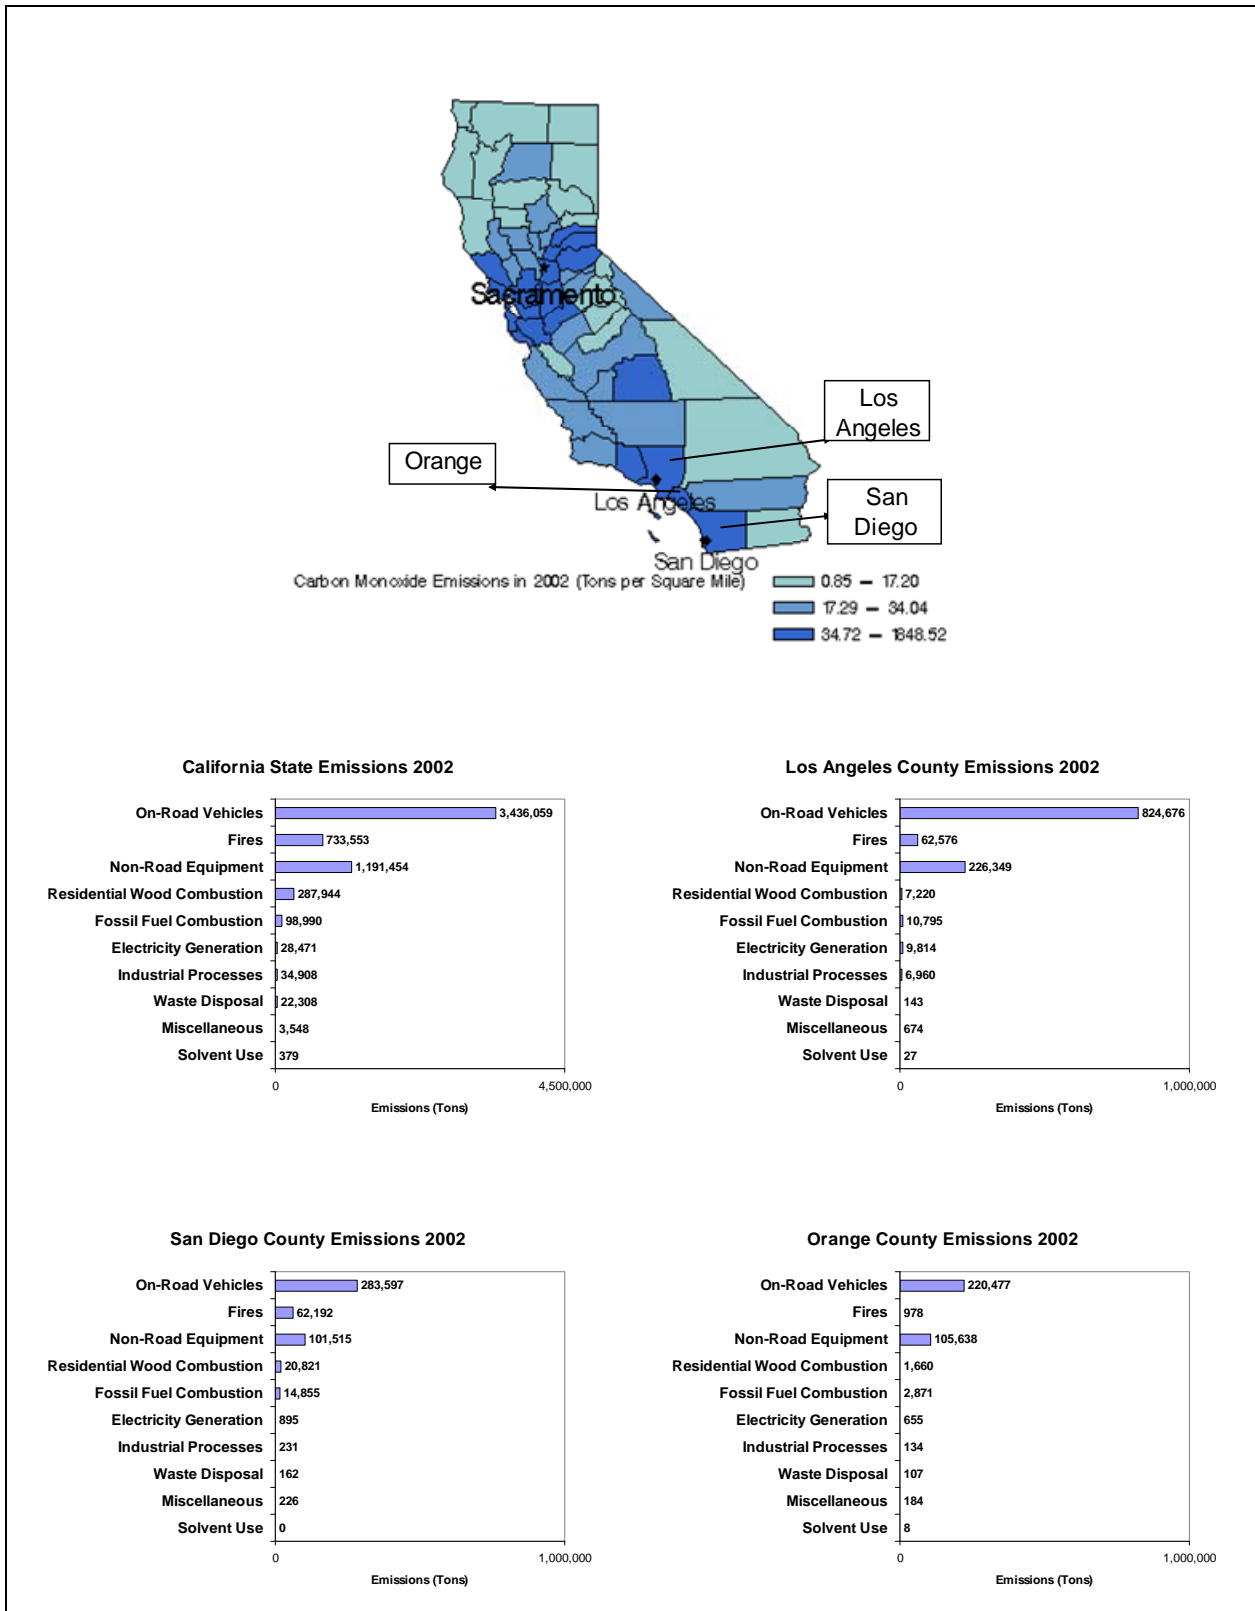 Sacramento
Los
Angeles
Orange
Los Angeles
San
Diego
San Diego
Carbon Monoxide Emissions in 2002 (Tons per Square Mile)
0.85 – 17.20
17.29 – 34.04
34.72 – 1848.52
California State Emissions 2002
On-Road Vehicles 3,436,059
Fires 733,553
Non-Road Equipment 1,191,454
Residential Wood Combustion 287,944
Fossil Fuel Combustion 98,990
Electricity Generation 28,471
Industrial Processes 34,908
Waste Disposal 22,308
Miscellaneous 3,548
Solvent Use 379
0 4,500,000
Emissions (Tons)
Los Angeles County Emissions 2002
On-Road Vehicles 824,676
Fires 62,576
Non-Road Equipment 226,349
Residential Wood Combustion 7,220
Fossil Fuel Combustion 10,795
Electricity Generation 9,814
Industrial Processes 6,960
Waste Disposal 143
Miscellaneous 674
Solvent Use 27
0 1,000,000
Emissions (Tons)
San Diego County Emissions 2002
On-Road Vehicles 283,597
Fires 62,192
Non-Road Equipment 101,515
Residential Wood Combustion 20,821
Fossil Fuel Combustion 14,855
Electricity Generation 895
Industrial Processes 231
Waste Disposal 162
Miscellaneous 226
Solvent Use 0
0 1,000,000
Emissions (Tons)
Orange County Emissions 2002
On-Road Vehicles 220,477
Fires 978
Non-Road Equipment 105,638
Residential Wood Combustion 1,660
Fossil Fuel Combustion 2,871
Electricity Generation 655
Industrial Processes 134
Waste Disposal 107
Miscellaneous 184
Solvent Use 8
0 1,000,000
Emissions (Tons)